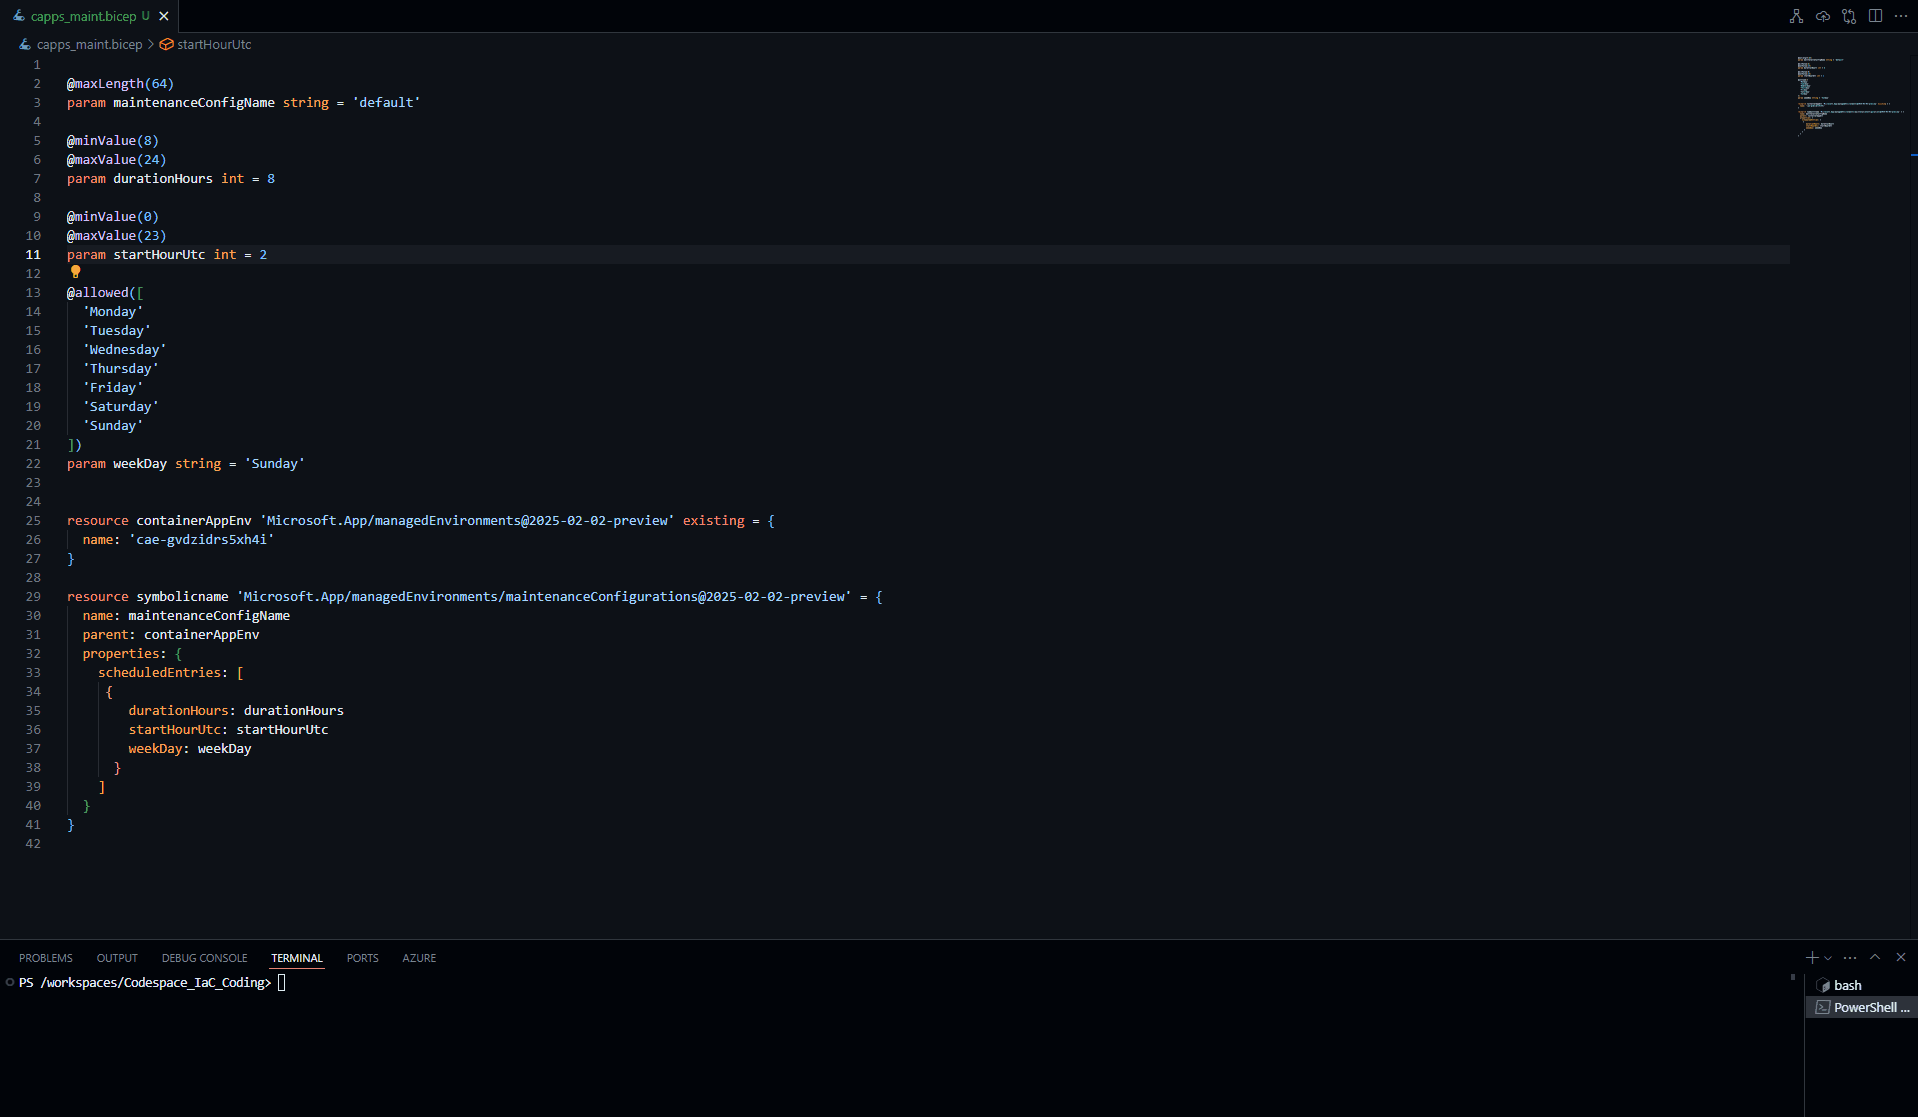 capps_maint.bicep U
capps_maint.bicep > startHourUtc
1
2 @maxLength(64)
3 param maintenanceConfigName string = 'default'
4
5 @minValue(8)
6 @maxValue(24)
7 param durationHours int = 8
8
9 @minValue(0)
10 @maxValue(23)
11 param startHourUtc int = 2
12
13 @allowed([
14 'Monday'
15 'Tuesday'
16 'Wednesday'
17 'Thursday'
18 'Friday'
19 'Saturday'
20 'Sunday'
21 ])
22 param weekDay string = 'Sunday'
23
24
25 resource containerAppEnv 'Microsoft.App/managedEnvironments@2025-02-02-preview' existing = {
26 name: 'cae-gvdzidrs5xh4i'
27 }
28
29 resource symbolicname 'Microsoft.App/managedEnvironments/maintenanceConfigurations@2025-02-02-preview' = {
30 name: maintenanceConfigName
31 parent: containerAppEnv
32 properties: {
33 scheduledEntries: [
34 {
35 durationHours: durationHours
36 startHourUtc: startHourUtc
37 weekDay: weekDay
38 }
39 ]
40 }
41 }
42
PROBLEMS OUTPUT DEBUG CONSOLE TERMINAL PORTS AZURE
PS /workspaces/Codespace_IaC_Coding>
bash
PowerShell ...